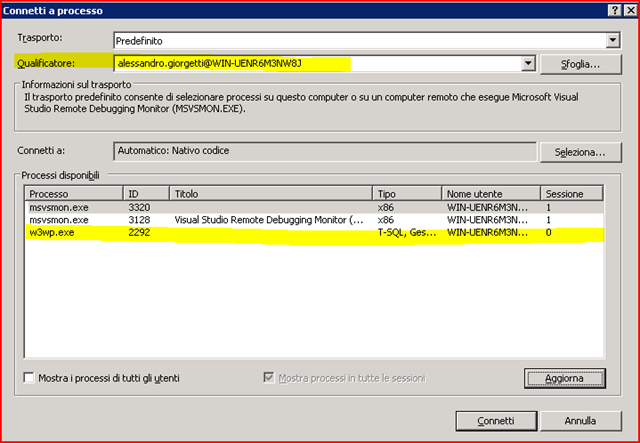 Connetti a processo
Trasporto:
Predefinito
Qualificatore:
alessandro.giorgetti@WIN-UENR6M3NW8J
Sfoglia...
Informazioni sul trasporto
Il trasporto predefinito consente di selezionare processi su questo computer o su un computer remoto che esegue Microsoft Visual
Studio Remote Debugging Monitor (MSVSMON.EXE).
Connetti a:
Automatico: Nativo codice
Seleziona...
Processi disponibili
Processo ID Titolo Tipo Nome utente Sessione
msvsmon.exe 3320 x86 WIN-UENR6M3N... 1
msvsmon.exe 3128 Visual Studio Remote Debugging Monitor (... x86 WIN-UENR6M3N... 1
w3wp.exe 2292 T-SQL, Ges... WIN-UENR6M3N... 0
Mostra i processi di tutti gli utenti
Mostra processi in tutte le sessioni
Aggiorna
Connetti
Annulla